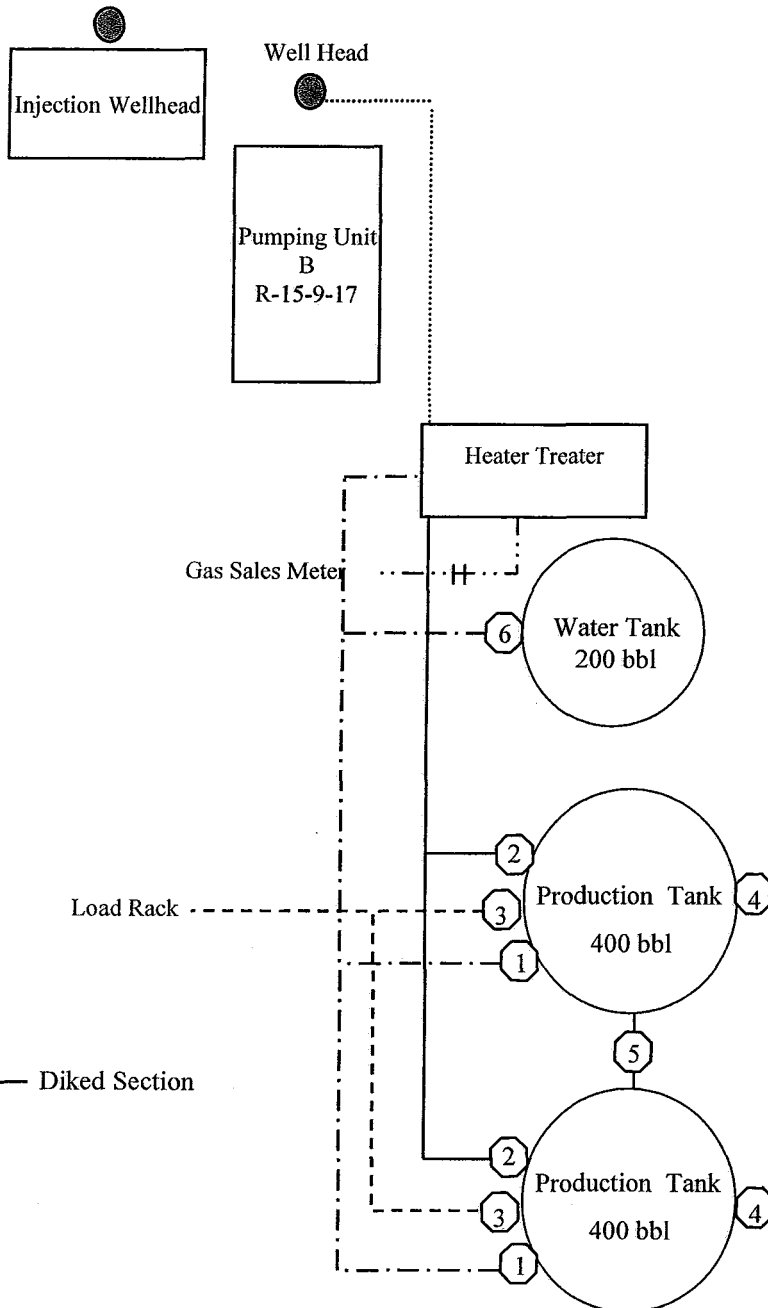 Well Head
Injection Wellhead
Pumping Unit
B
R-15-9-17
Heater Treater
Gas Sales Meter
6
Water Tank
200 bbl
2
Production Tank
4
Load Rack
3
400 bbl
1
5
Diked Section
2
Production Tank
4
3
400 bbl
1